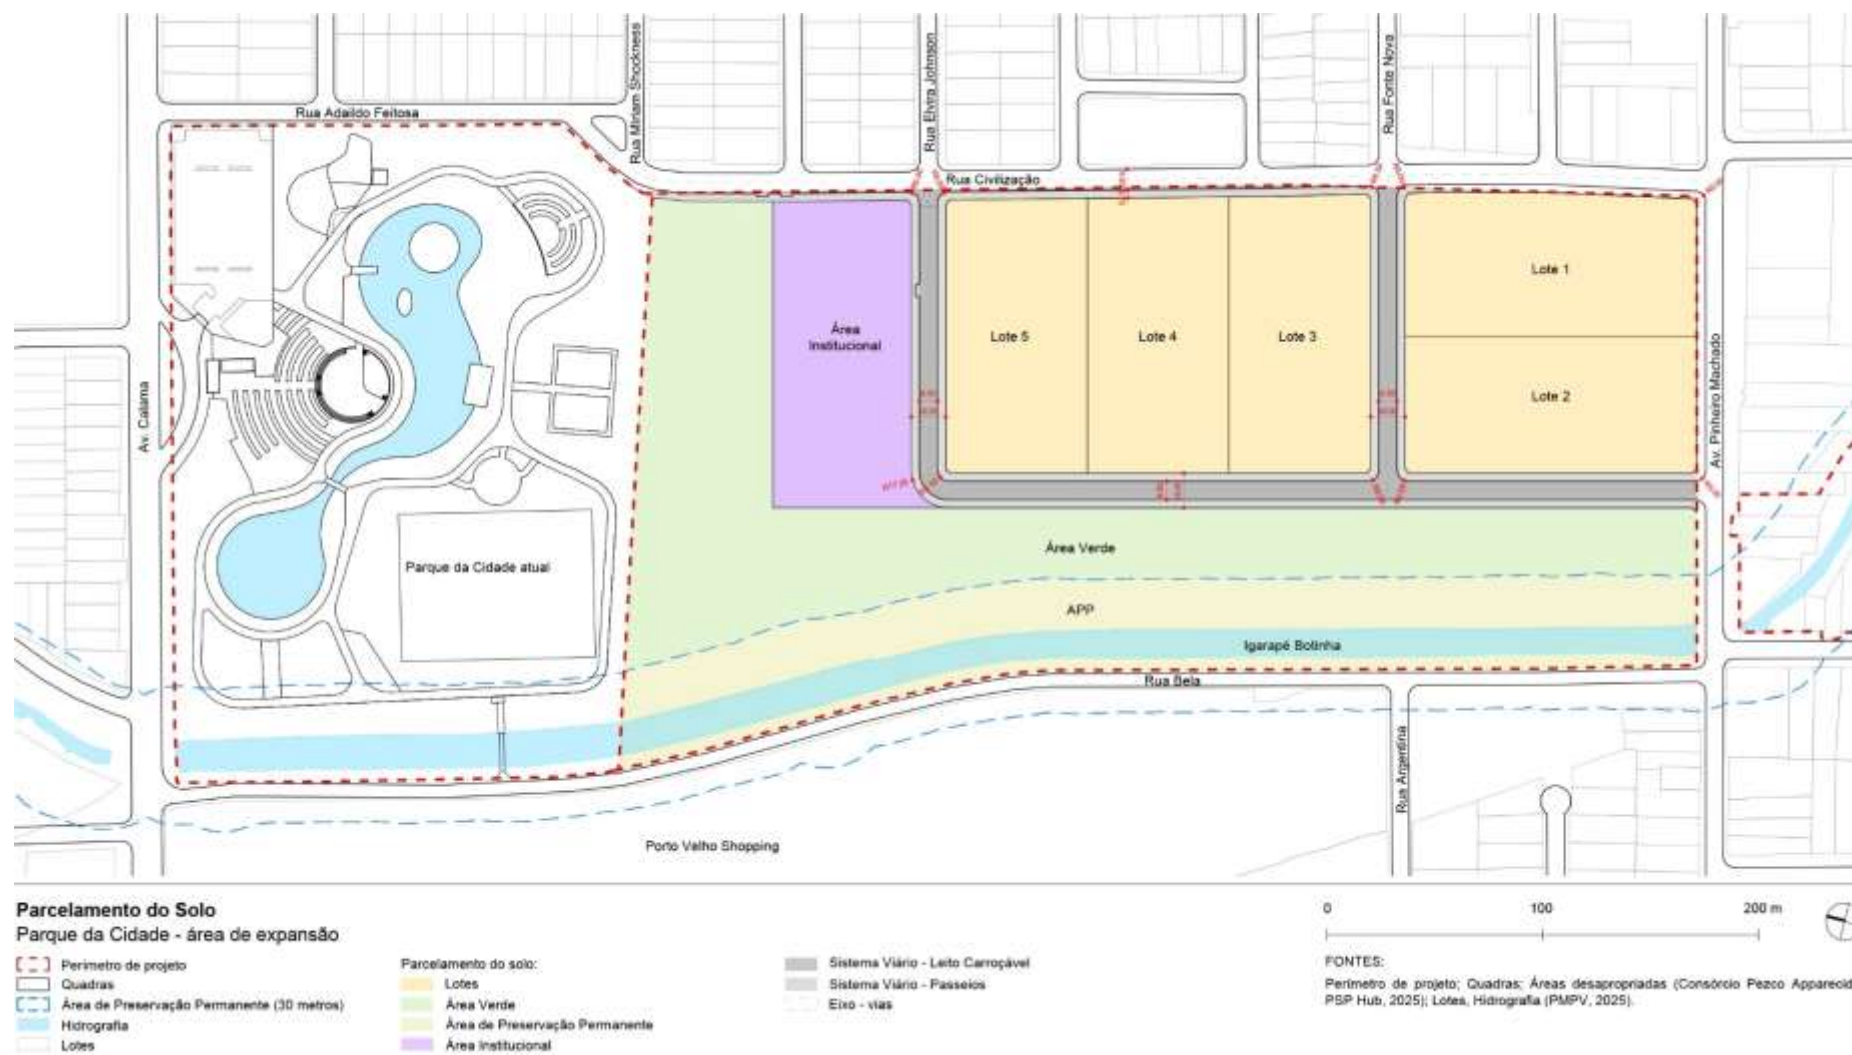 Rua Adaildo Feitosa
Rua Miriam Shockness
Rua Elvira Johnson
Rua Fonte Nova
Rua Civilização
Lote 1
Área
Institucional
Lote 5
Lote 4
Lote 3
Lote 2
Av. Calama
Av. Pinheiro Machado
Parque da Cidade atual
Área Verde
APP
Igarapé Botinha
Rua Bela
Rua Argentina
Porto Velho Shopping
Parcelamento do Solo
Parque da Cidade - área de expansão
Perímetro de projeto
Quadras
Área de Preservação Permanente (30 metros)
Hidrografia
Lotes
Parcelamento do solo:
Lotes
Área Verde
Área de Preservação Permanente
Área Institucional
Sistema Viário - Leito Carroçável
Sistema Viário - Passeios
Eixo - vias
0 100 200 m
FONTES:
Perímetro de projeto; Quadras; Áreas desapropriadas (Consórcio Pezco Apparecid
PSP Hub, 2025); Lotes, Hidrografia (PMPV, 2025).